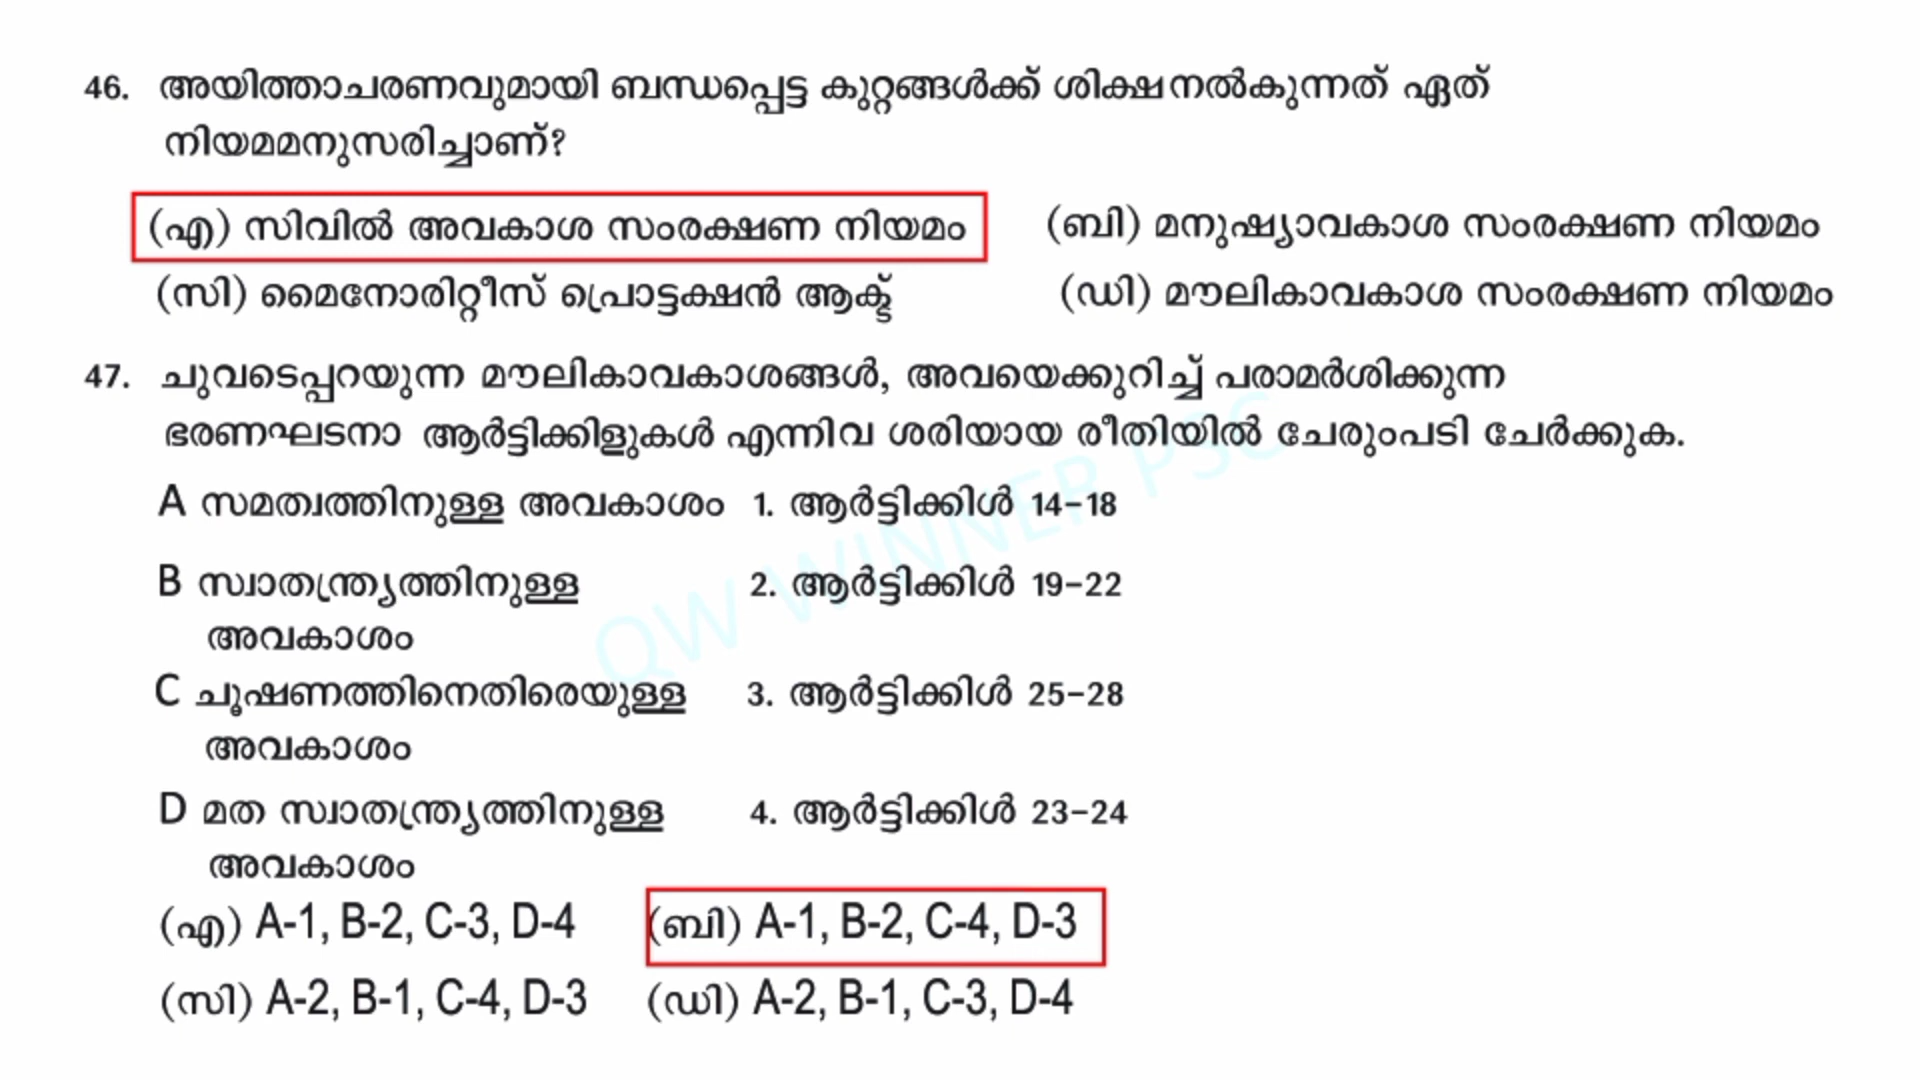 46. അയിത്താചരണവുമായി ബന്ധപ്പെട്ട കുറ്റങ്ങൾക്ക് ശിക്ഷനൽകുന്നത് ഏത്
നിയമമനുസരിച്ചാണ്?
(എ) സിവിൽ അവകാശ സംരക്ഷണ നിയമം (ബി) മനുഷ്യാവകാശ സംരക്ഷണ നിയമം
(സി) മൈനോരിറ്റീസ് പ്രൊട്ടക്ഷൻ ആക്ട് (ഡി) മൗലികാവകാശ സംരക്ഷണ നിയമം
47. ചുവടെപ്പറയുന്ന മൗലികാവകാശങ്ങൾ, അവയെക്കുറിച്ച് പരാമർശിക്കുന്ന
ഭരണഘടനാ ആർട്ടിക്കിളുകൾ എന്നിവ ശരിയായ രീതിയിൽ ചേരുംപടി ചേർക്കുക.
A സമത്വത്തിനുള്ള അവകാശം 1. ആർട്ടിക്കിൾ 14-18
B സ്വാതന്ത്ര്യത്തിനുള്ള 2. ആർട്ടിക്കിൾ 19-22
അവകാശം
C ചൂഷണത്തിനെതിരെയുള്ള 3. ആർട്ടിക്കിൾ 25-28
അവകാശം
D മത സ്വാതന്ത്ര്യത്തിനുള്ള 4. ആർട്ടിക്കിൾ 23-24
അവകാശം
(എ) A-1, B-2, C-3, D-4 (ബി) A-1, B-2, C-4, D-3
(സി) A-2, B-1, C-4, D-3 (ഡി) A-2, B-1, C-3, D-4
QW WINNER PSC